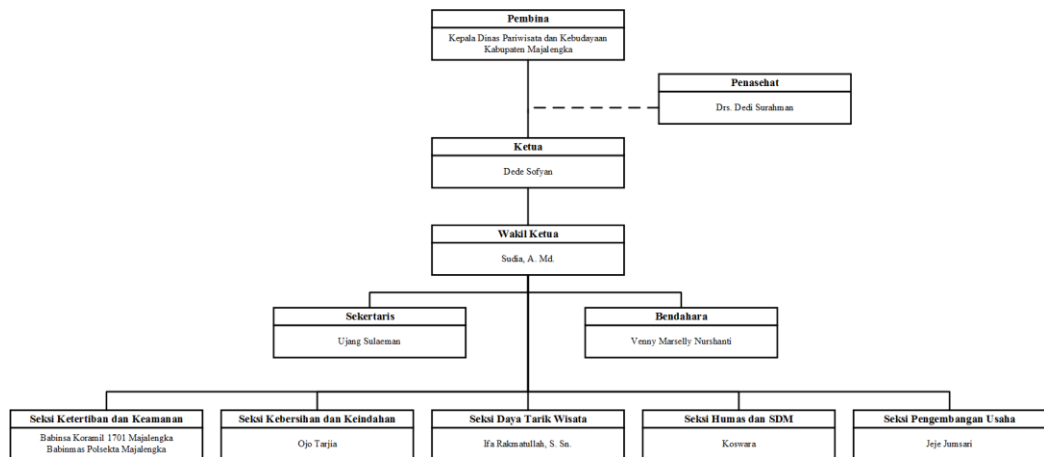 Pembina
Kepala Dinas Pariwisata dan Kebudayaan
Kabupaten Majalengka
Penasehat
Drs. Dedi Surahman
Ketua
Dede Sofyan
Wakil Ketua
Sudia, A. Md.
Sekertaris
Ujang Sulaeman
Bendahara
Venny Marselly Nurshanti
Seksi Ketertiban dan Keamanan
Babinsa Koramil 1701 Majalengka
Babinmas Polsekta Majalengka
Seksi Kebersihan dan Keindahan
Ojo Tarjia
Seksi Daya Tarik Wisata
Ifa Rakmatullah, S. Sn.
Seksi Humas dan SDM
Koswara
Seksi Pengembangan Usaha
Jeje Jumsari